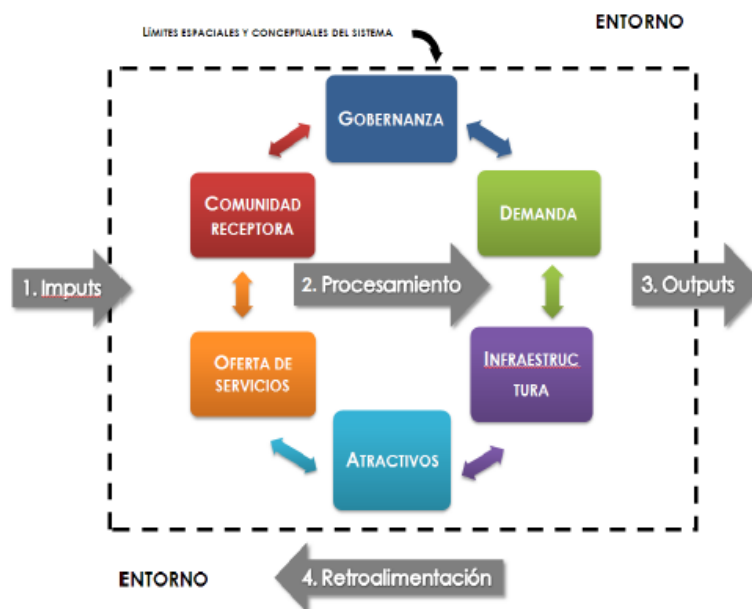 ENTORNO
LÍMITES ESPACIALES Y CONCEPTUALES DEL SISTEMA
GOBERNANZA
COMUNIDAD
RECEPTORA
DEMANDA
1. Imputs
2. Procesamiento
3. Outputs
OFERTA DE
SERVICIOS
INFRAESTRUC
TURA
ATRACTIVOS
ENTORNO
4. Retroalimentación